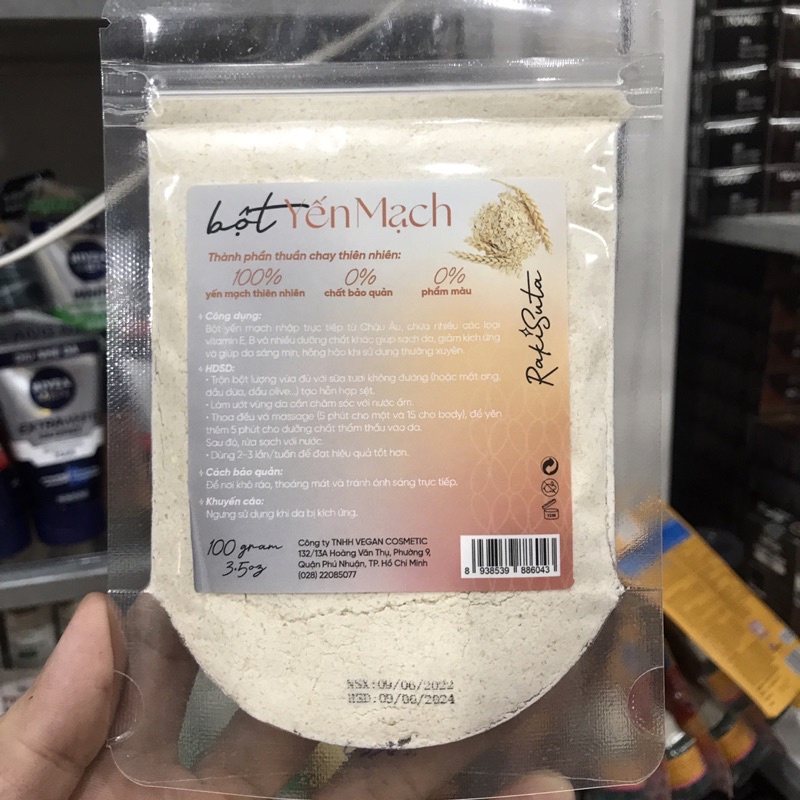 bột Yến Mạch
Thành phần thuần chay thiên nhiên:
100% 0% 0%
yến mạch thiên nhiên chất bảo quản phẩm màu
RakiSuta
Công dụng:
Bột yến mạch nhập trực tiếp từ Châu Âu, chứa nhiều các loại
vitamin E, B và nhiều dưỡng chất khác giúp sạch da, giảm kích ứng
và giúp da sáng mịn, hồng hào khi sử dụng thường xuyên.
HDSD:
• Trộn bột lượng vừa đủ với sữa tươi không đường (hoặc mật ong,
dầu dừa, dầu olive...) tạo hỗn hợp sệt.
• Làm ướt vùng da cần chăm sóc với nước ấm.
• Thoa đều và massage (5 phút cho mặt và 15 cho body), để yên
thêm 5 phút cho dưỡng chất thẩm thấu vào da.
Sau đó, rửa sạch với nước.
• Dùng 2-3 lần/tuần để đạt hiệu quả tốt hơn.
Cách bảo quản:
Để nơi khô ráo, thoáng mát và tránh ánh sáng trực tiếp.
Khuyến cáo:
Ngưng sử dụng khi da bị kích ứng.
100 gram
3.5oz
Công ty TNHH VEGAN COSMETIC
132/13A Hoàng Văn Thụ, Phường 9,
Quận Phú Nhuận, TP. Hồ Chí Minh
(028) 22085077
8 938539 886043
NSX:09/06/2022
HSD:09/06/2024
NIVEA
NIVEA
EXTRA WHITE